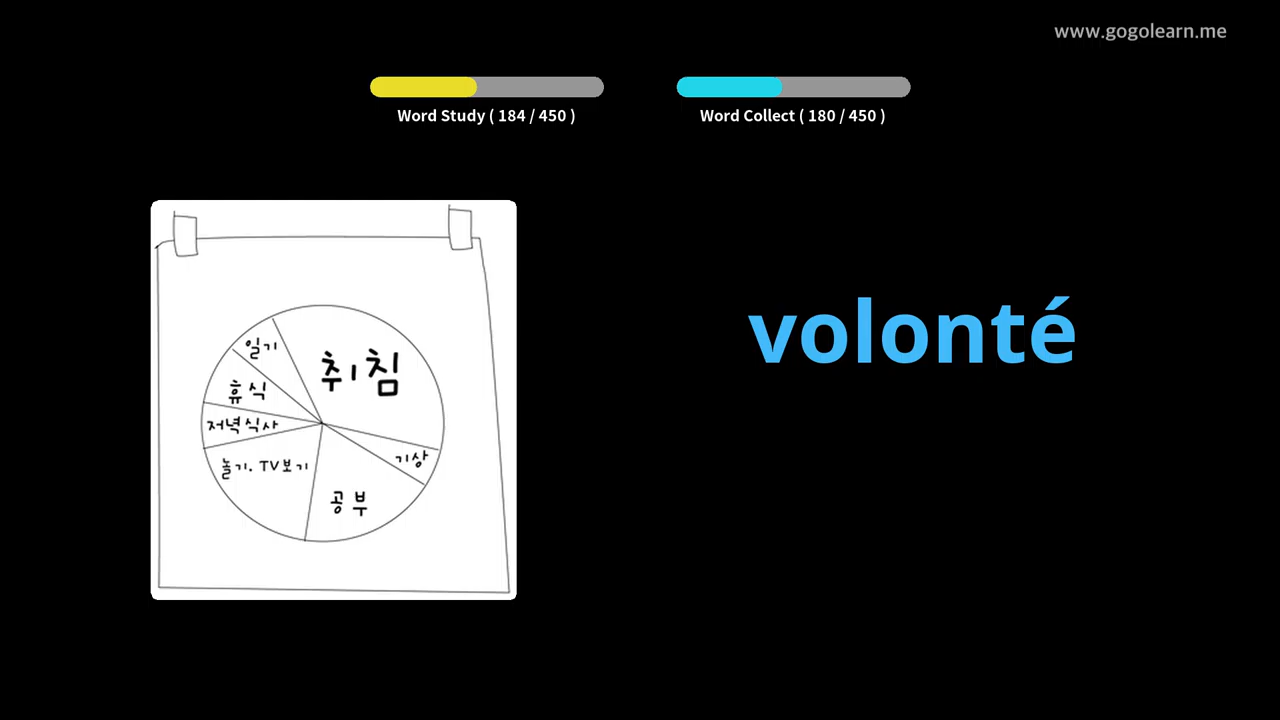 www.gogolearn.me
Word Study ( 184 / 450 )
Word Collect ( 180 / 450 )
일기
취침
휴식
저녁식사
놀기. TV보기
기상
공부
volonté